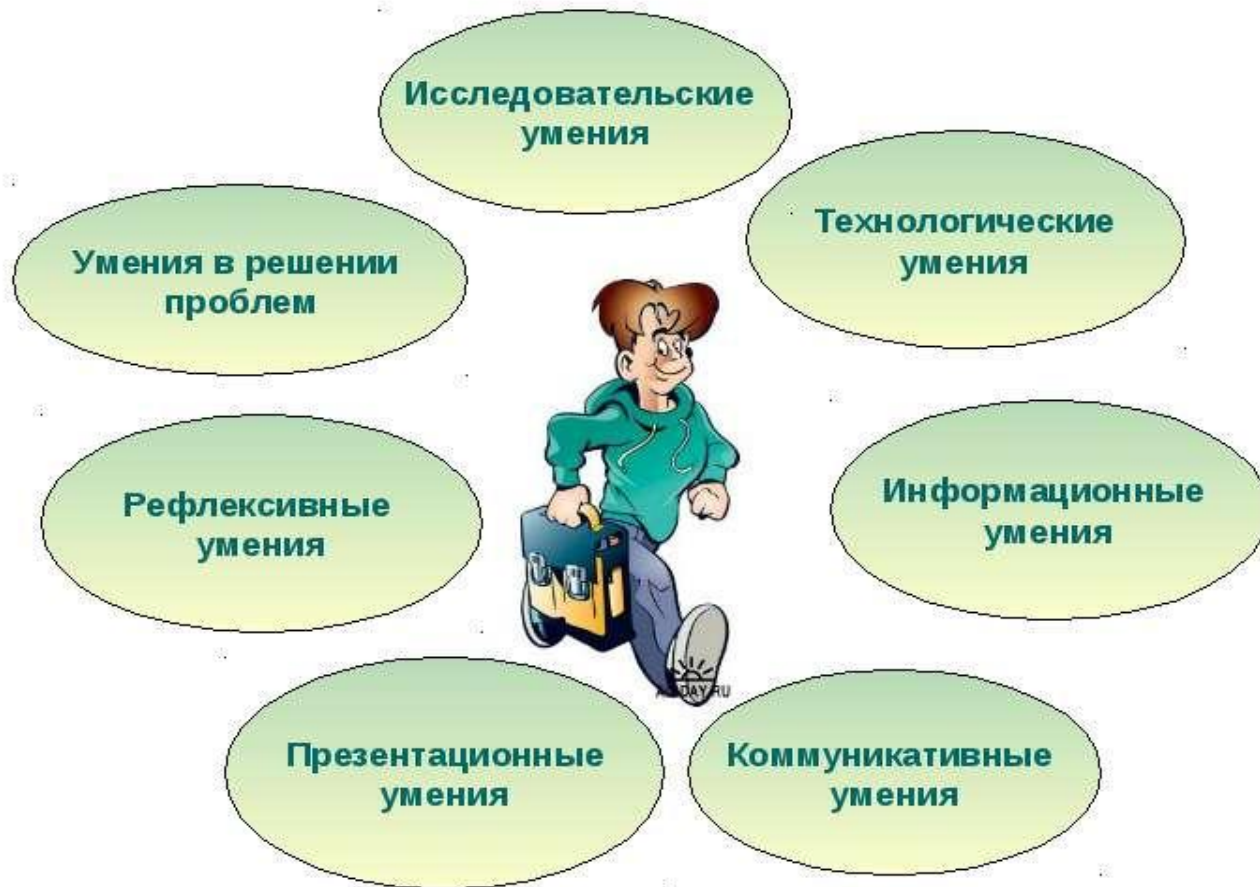 Исследовательские
умения
Технологические
умения
Умения в решении
проблем
Рефлексивные
умения
Информационные
умения
Презентационные
умения
Коммуникативные
умения